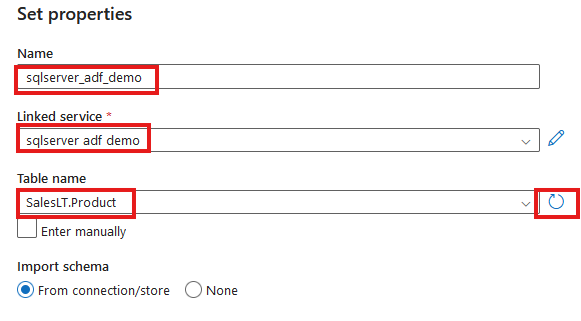 Set properties
Name
sqlserver_adf_demo
Linked service *
sqlserver adf demo
Table name
SalesLT.Product
Enter manually
Import schema
From connection/store None